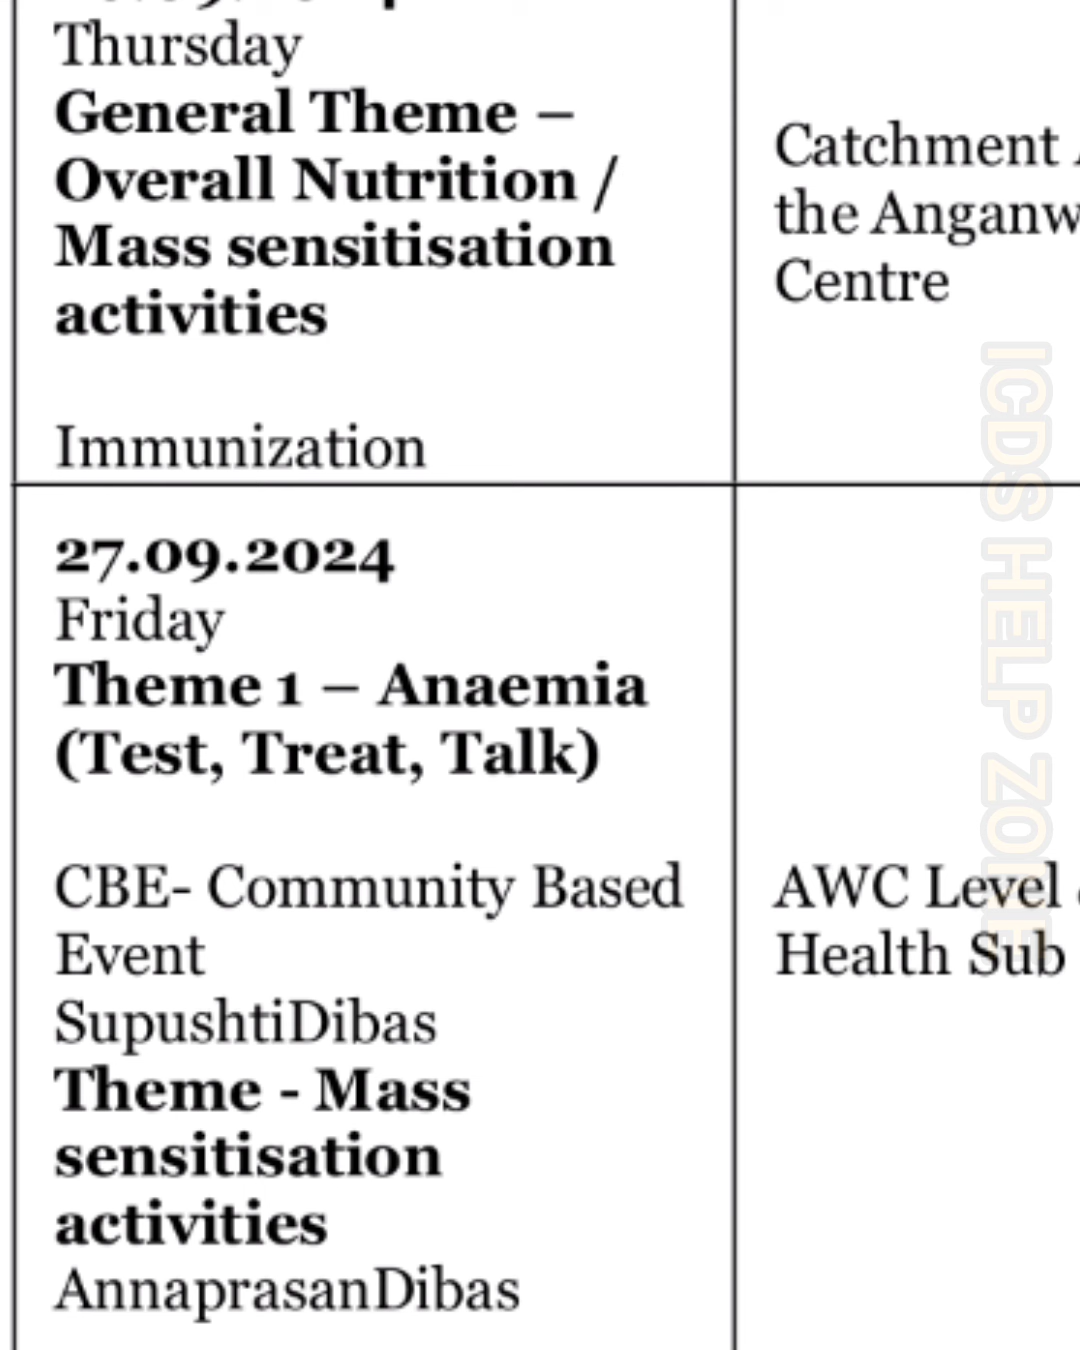 Thursday
General Theme –
Overall Nutrition /
Mass sensitisation
activities
Immunization
Catchment
the Anganw
Centre
27.09.2024
Friday
Theme 1 – Anaemia
(Test, Treat, Talk)
CBE- Community Based
Event
SupushtiDibas
Theme - Mass
sensitisation
activities
AnnaprasanDibas
AWC Level
Health Sub
ICDS HELP ZONE